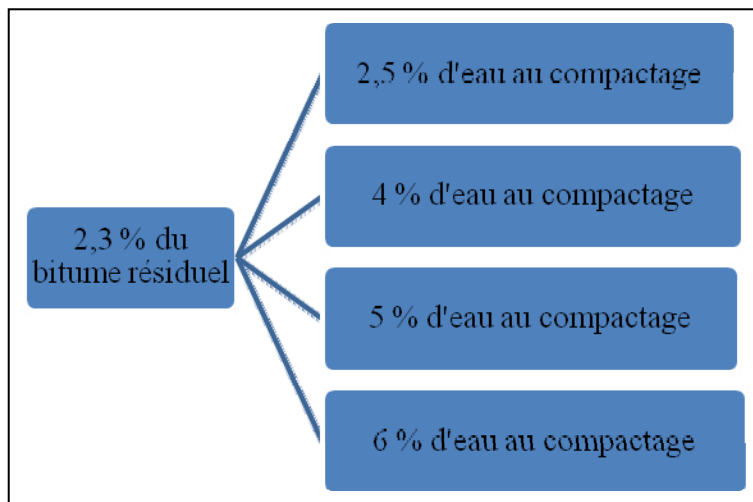 2,5 % d'eau au compactage
4 % d'eau au compactage
2,3 % du
bitume résiduel
5 % d'eau au compactage
6 % d'eau au compactage